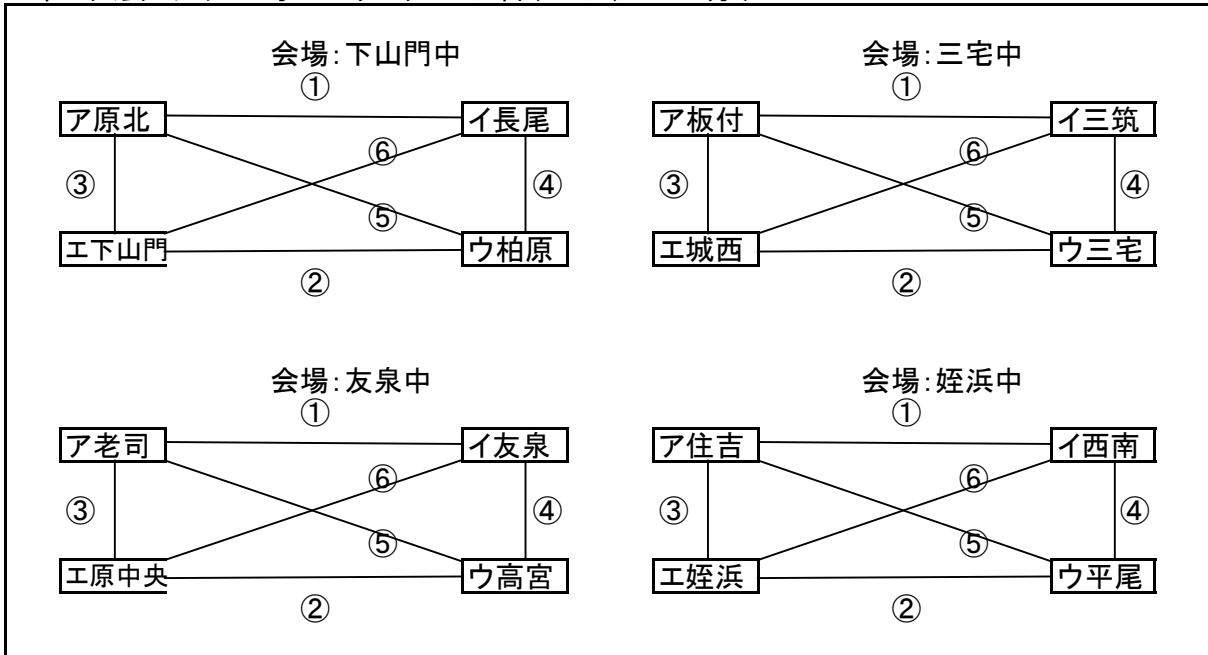 会場:下山門中 会場:三宅中
① ①
ア原北 イ長尾 ア板付 イ三筑
⑥ ⑥
③ ④ ③ ④
⑤ ⑤
エ下山門 ウ柏原 エ城西 ウ三宅
② ②
会場:友泉中 会場:姪浜中
① ①
ア老司 イ友泉 ア住吉 イ西南
⑥ ⑥
③ ④ ③ ④
⑤ ⑤
エ原中央 ウ高宮 エ姪浜 ウ平尾
② ②